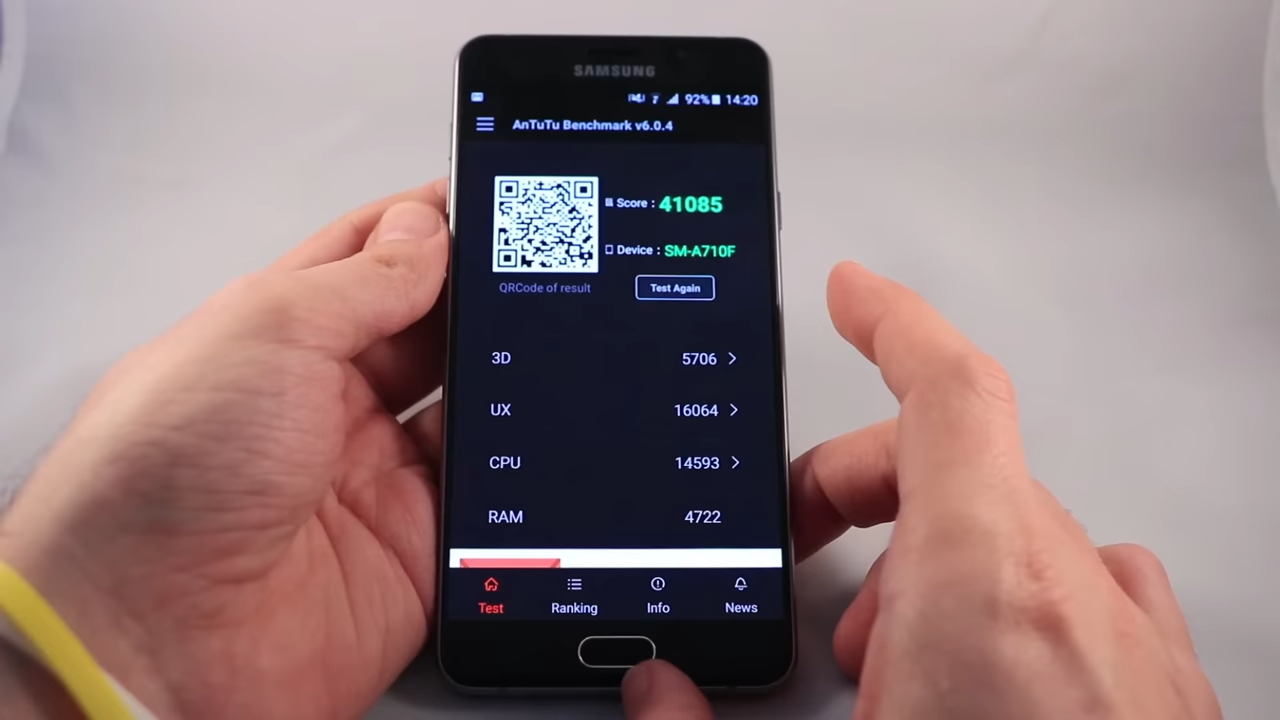 SAMSUNG
92% 14:20
AnTuTu Benchmark v6.0.4
Score : 41085
Device : SM-A710F
QRCode of result
Test Again
3D 5706
UX 16064
CPU 14593
RAM 4722
Test Ranking Info News